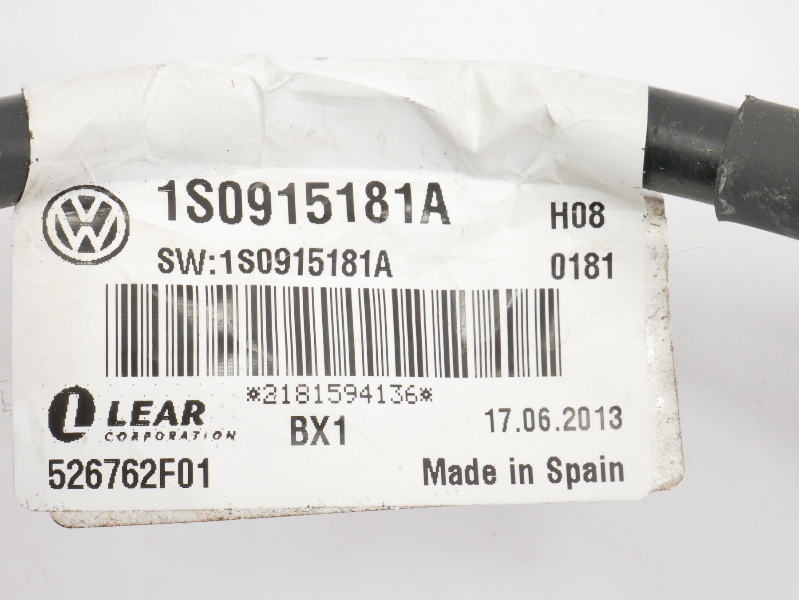 1S0915181A
H08
SW:1S0915181A
0181
*2181594136*
LEAR
CORPORATION
BX1
17.06.2013
526762F01
Made in Spain